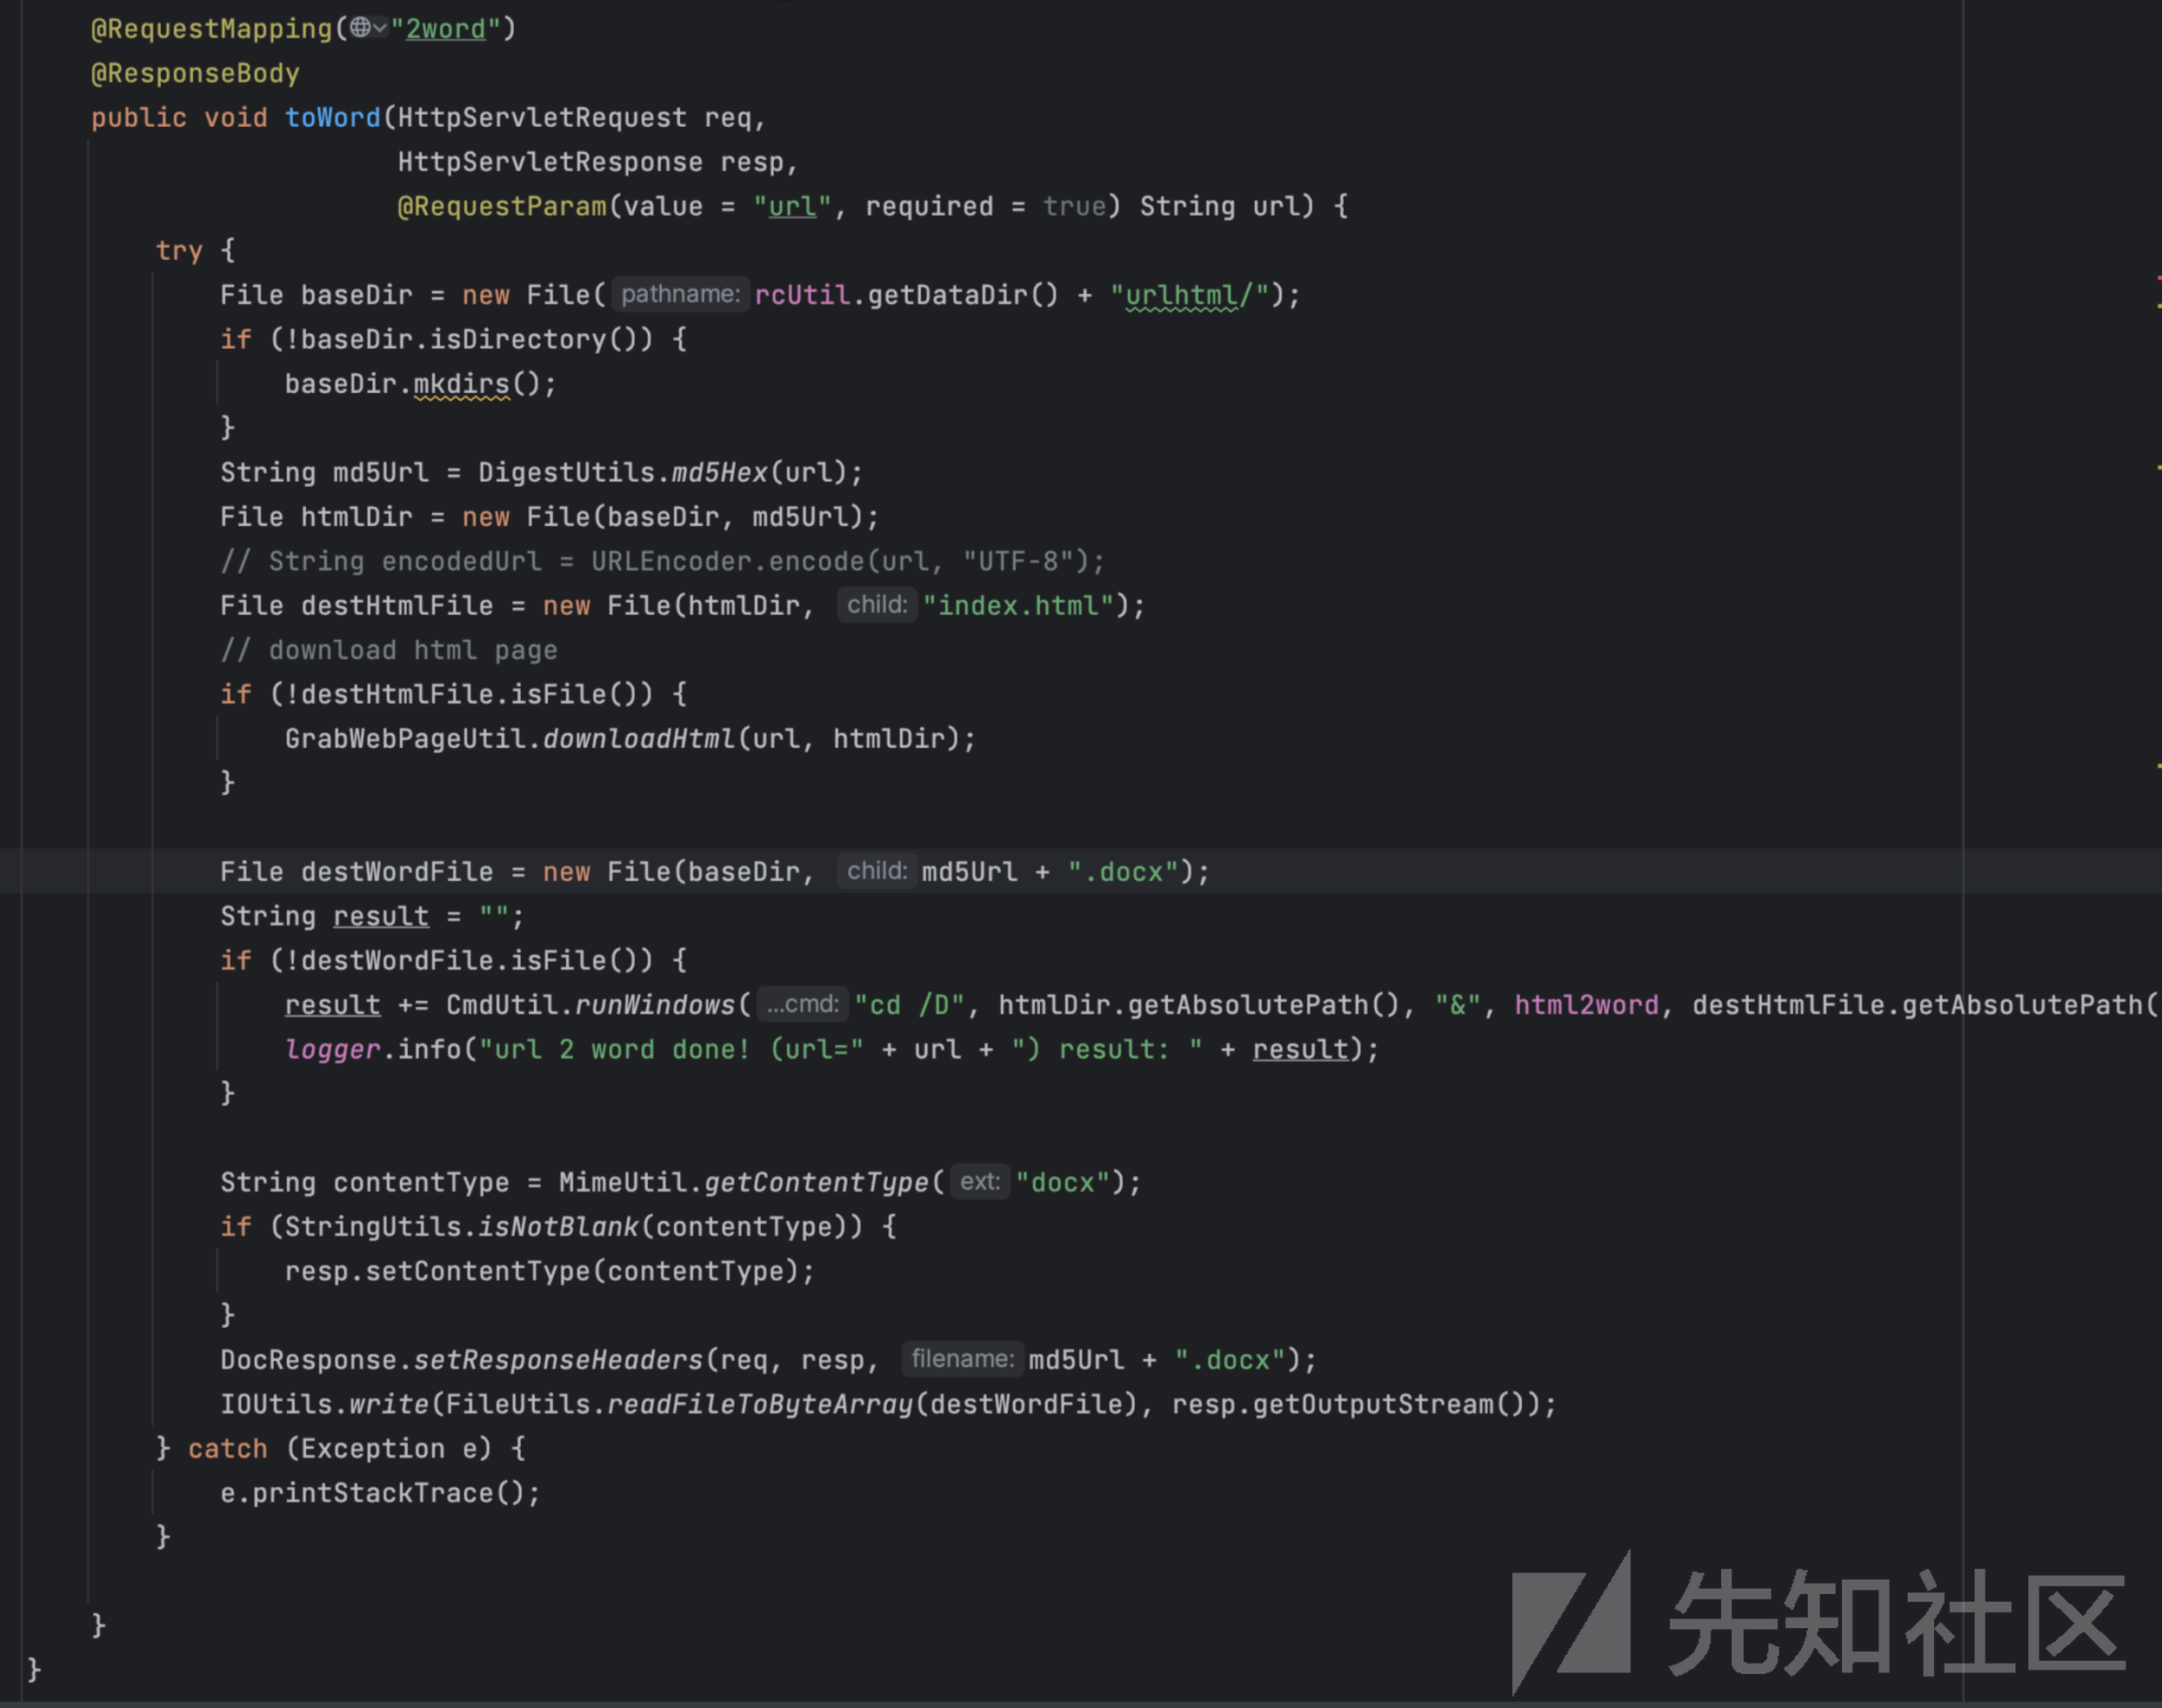 @RequestMapping("2word")
@ResponseBody
public void toWord(HttpServletRequest req,
HttpServletResponse resp,
@RequestParam(value = "url", required = true) String url) {
try {
File baseDir = new File( pathname: rcUtil.getDataDir() + "urlhtml/");
if (!baseDir.isDirectory()) {
baseDir.mkdirs();
}
String md5Url = DigestUtils.md5Hex(url);
File htmlDir = new File(baseDir, md5Url);
// String encodedUrl = URLEncoder.encode(url, "UTF-8");
File destHtmlFile = new File(htmlDir, child: "index.html");
// download html page
if (!destHtmlFile.isFile()) {
GrabWebPageUtil.downloadHtml(url, htmlDir);
}
File destWordFile = new File(baseDir, child: md5Url + ".docx");
String result = "";
if (!destWordFile.isFile()) {
result += CmdUtil.runWindows( ...cmd: "cd /D", htmlDir.getAbsolutePath(), "&", html2word, destHtmlFile.getAbsolutePath(
logger.info("url 2 word done! (url=" + url + ") result: " + result);
}
String contentType = MimeUtil.getContentType( ext: "docx");
if (StringUtils.isNotBlank(contentType)) {
resp.setContentType(contentType);
}
DocResponse.setResponseHeaders(req, resp, filename: md5Url + ".docx");
IOUtils.write(FileUtils.readFileToByteArray(destWordFile), resp.getOutputStream());
} catch (Exception e) {
e.printStackTrace();
}
}
}
先知社区